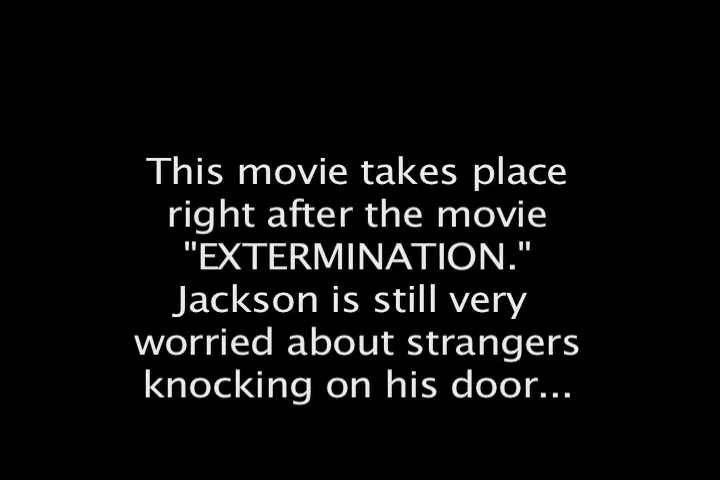 This movie takes place
right after the movie
"EXTERMINATION."
Jackson is still very
worried about strangers
knocking on his door...